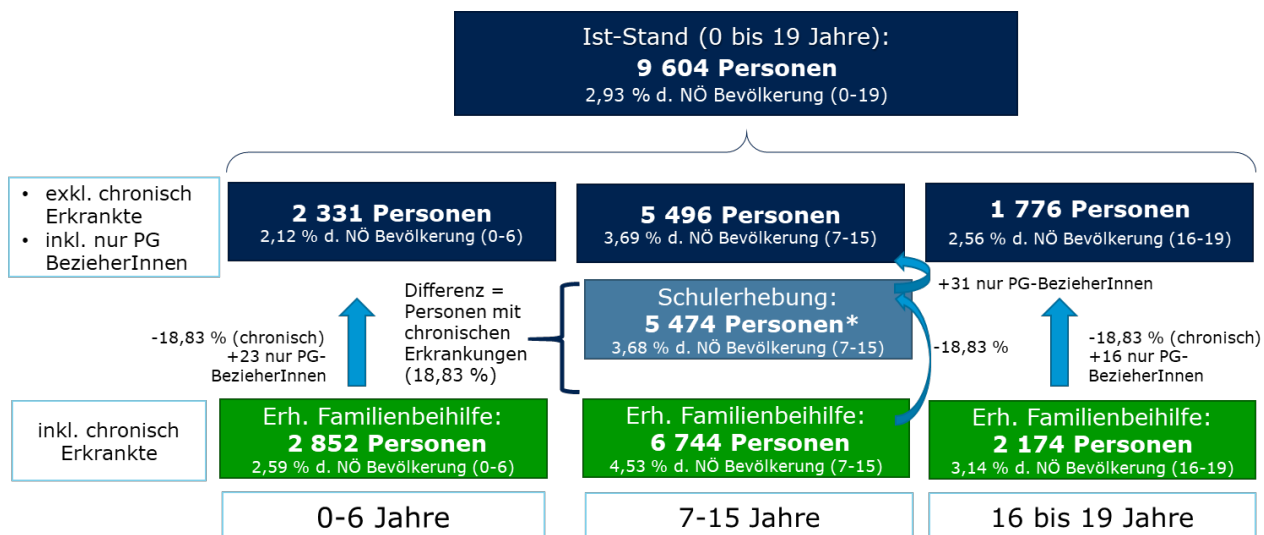 Ist-Stand (0 bis 19 Jahre):
9 604 Personen
2,93 % d. NÖ Bevölkerung (0-19)
• exkl. chronisch
Erkrankte
• inkl. nur PG
BezieherInnen
2 331 Personen
2,12 % d. NÖ Bevölkerung (0-6)
5 496 Personen
3,69 % d. NÖ Bevölkerung (7-15)
1 776 Personen
2,56 % d. NÖ Bevölkerung (16-19)
-18,83 % (chronisch)
+23 nur PG-
BezieherInnen
Differenz =
Personen mit
chronischen
Erkrankungen
(18,83 %)
Schulerhebung:
5 474 Personen*
3,68 % d. NÖ Bevölkerung (7-15)
+31 nur PG-BezieherInnen
-18,83 %
-18,83 % (chronisch)
+16 nur PG-
BezieherInnen
inkl. chronisch
Erkrankte
Erh. Familienbeihilfe:
2 852 Personen
2,59 % d. NÖ Bevölkerung (0-6)
Erh. Familienbeihilfe:
6 744 Personen
4,53 % d. NÖ Bevölkerung (7-15)
Erh. Familienbeihilfe:
2 174 Personen
3,14 % d. NÖ Bevölkerung (16-19)
0-6 Jahre
7-15 Jahre
16 bis 19 Jahre